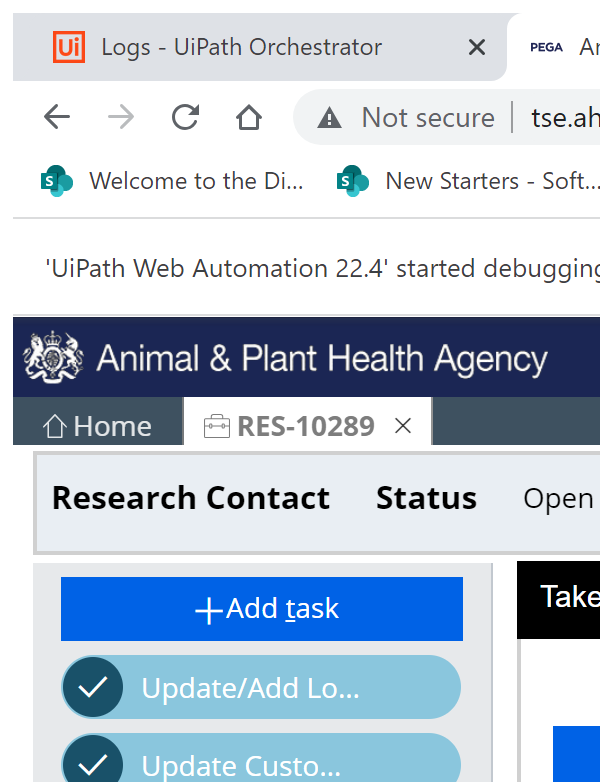 Ui Logs - UiPath Orchestrator PEGA
Not secure tse.ah
S Welcome to the Di... S New Starters - Soft...
'UiPath Web Automation 22.4' started debugging
Animal & Plant Health Agency
Home RES-10289
Research Contact Status Open
Add task Take
Update/Add Lo...
Update Custo...